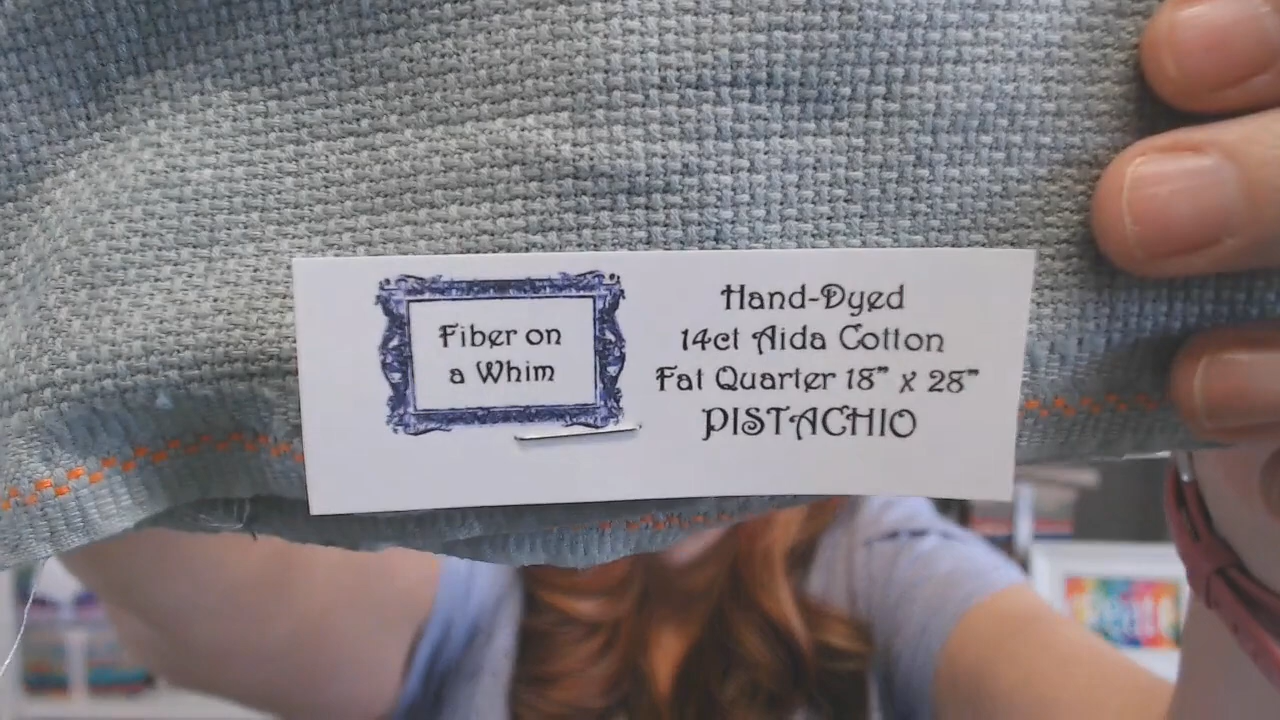 Fiber on
a Whim
Hand-Dyed
14ct Aida Cotton
Fat Quarter 18" x 28"
PISTACHIO